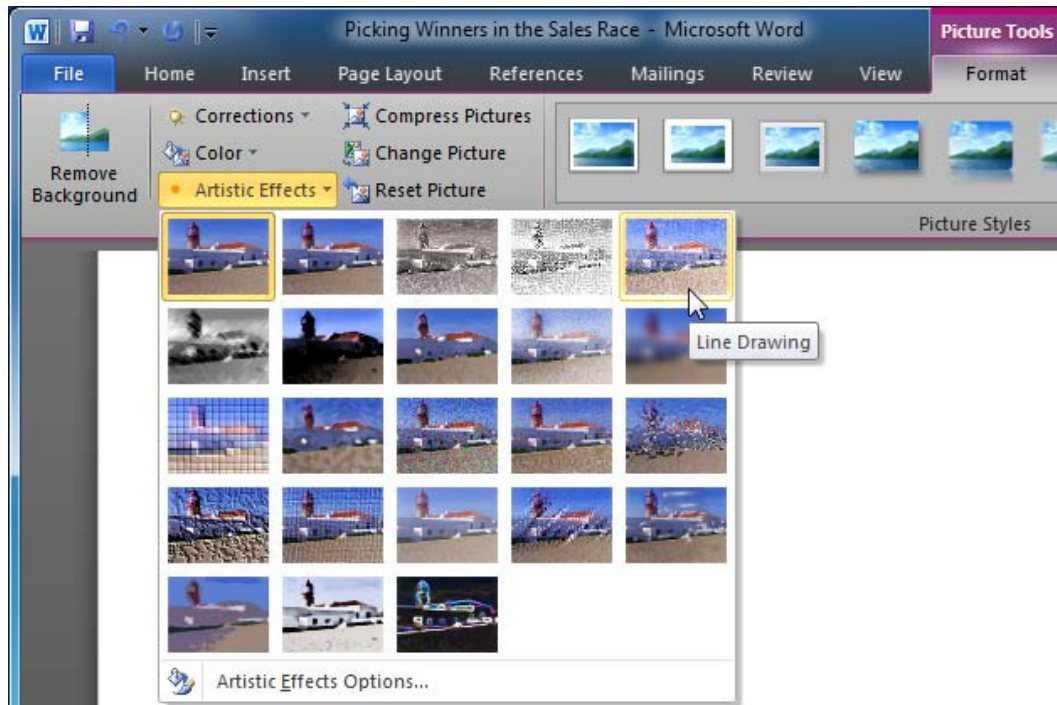 W
Picking Winners in the Sales Race - Microsoft Word
Picture Tools
File Home Insert Page Layout References Mailings Review View Format
Remove Background
Corrections
Color
Artistic Effects
Compress Pictures
Change Picture
Reset Picture
Picture Styles
Line Drawing
Artistic Effects Options...